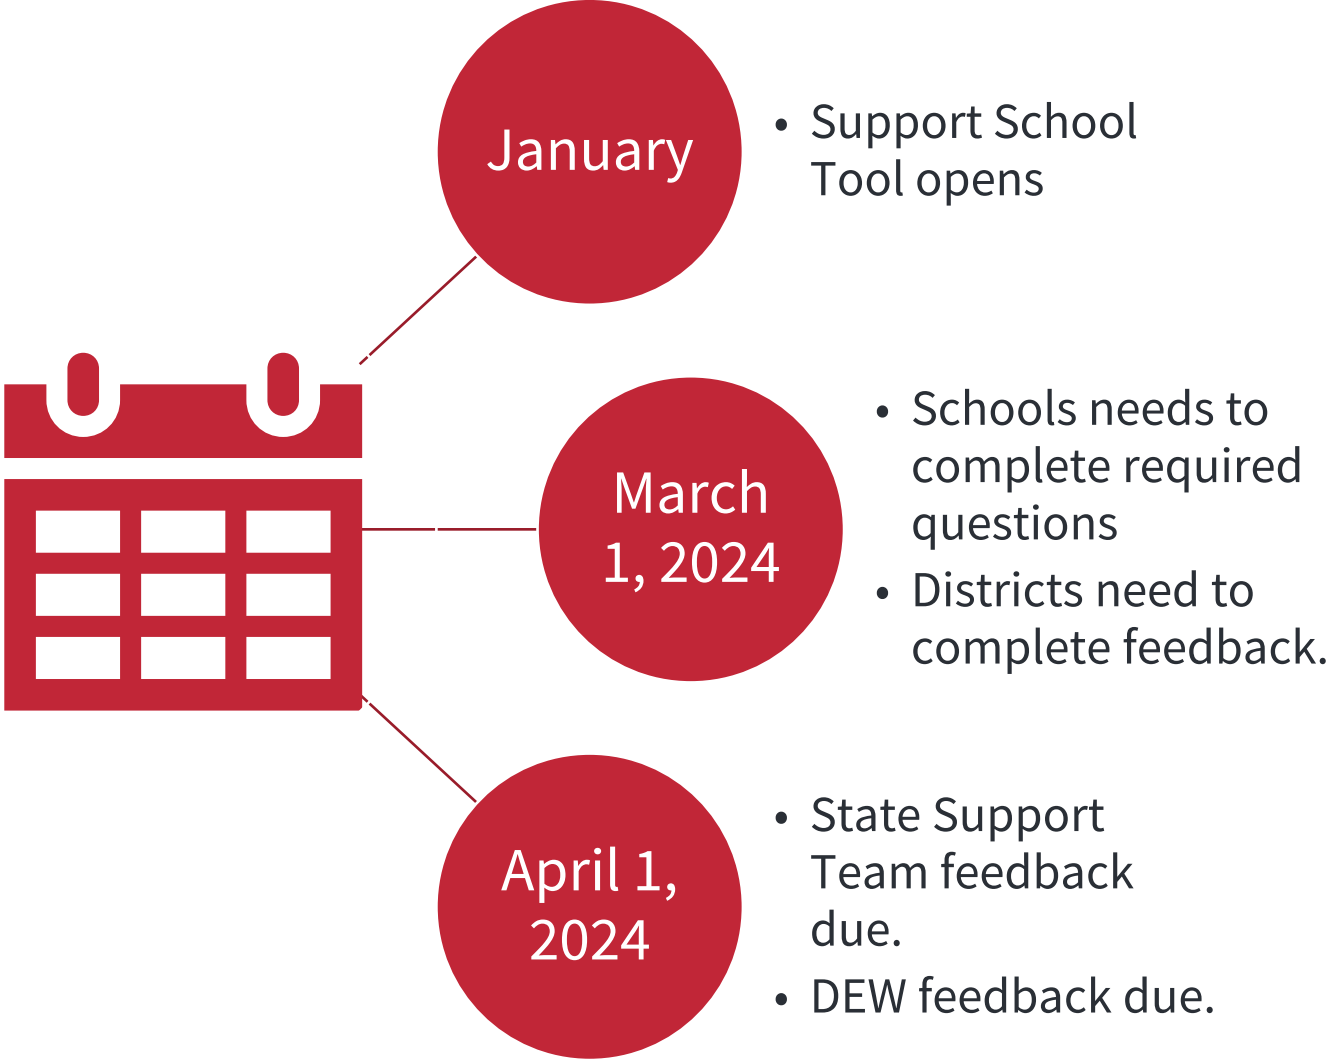 January
• Support School
Tool opens
March
1, 2024
• Schools needs to
complete required
questions
• Districts need to
complete feedback.
April 1,
2024
• State Support
Team feedback
due.
• DEW feedback due.